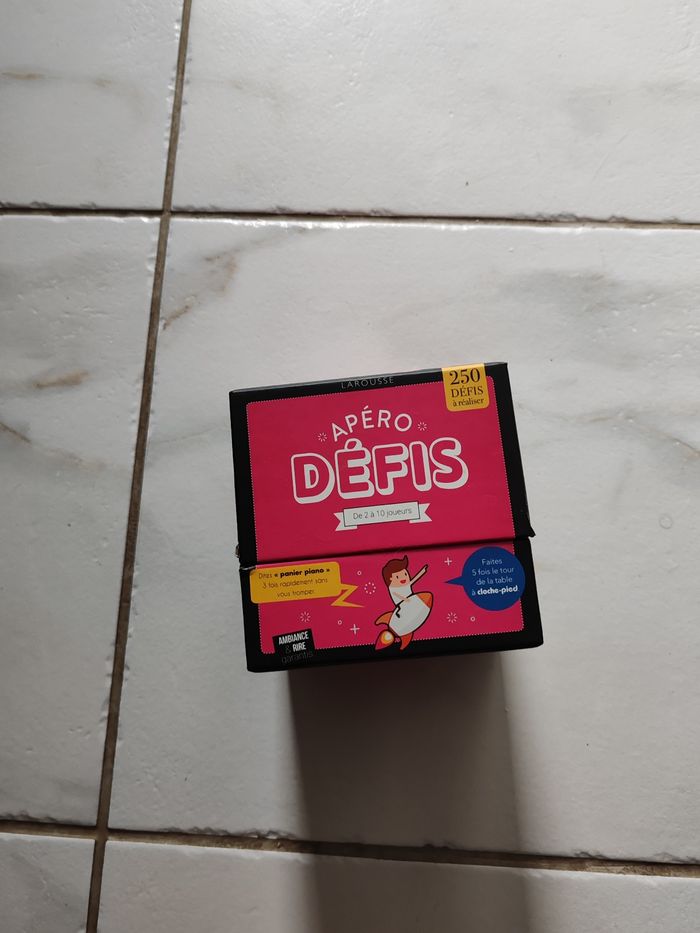 LAROUSSE
250
DÉFIS
à réaliser
APÉRO
DÉFIS
De 2 à 10 joueurs
Dites « panier piano »
3 fois rapidement sans
vous tromper.
Faites
5 fois le tour
de la table
à cloche-pied
AMBIANCE
& RIRE
garantis